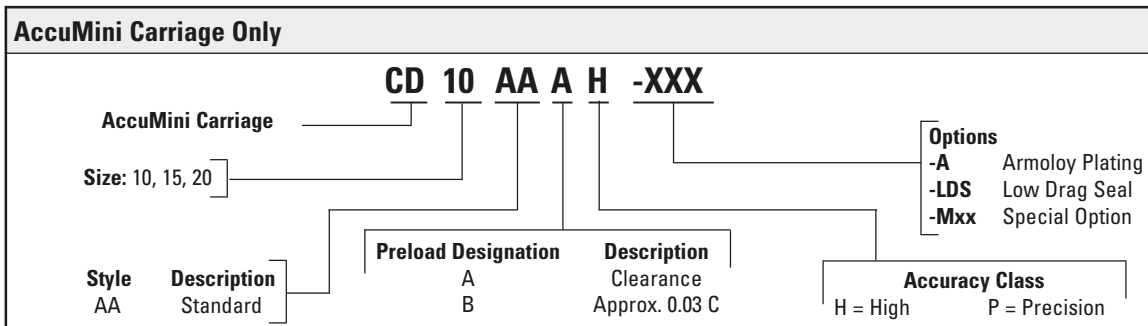 AccuMini Carriage Only
CD 10 AA A H -XXX
AccuMini Carriage
Size: 10, 15, 20
Options
-A Armoloy Plating
-LDS Low Drag Seal
-Mxx Special Option
Style Description
AA Standard
Preload Designation Description
A Clearance
B Approx. 0.03 C
Accuracy Class
H = High P = Precision